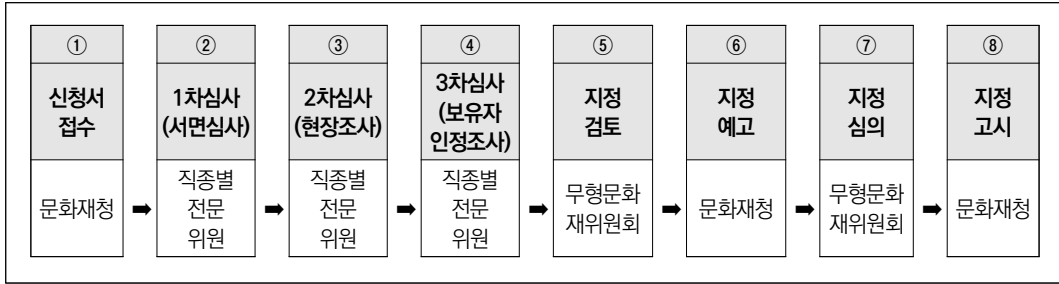 ①
신청서
접수
문화재청
➡
②
1차심사
(서면심사)
직종별
전문
위원
➡
③
2차심사
(현장조사)
직종별
전문
위원
➡
④
3차심사
(보유자
인정조사)
직종별
전문
위원
➡
⑤
지정
검토
무형문화
재위원회
➡
⑥
지정
예고
문화재청
➡
⑦
지정
심의
무형문화
재위원회
➡
⑧
지정
고시
문화재청